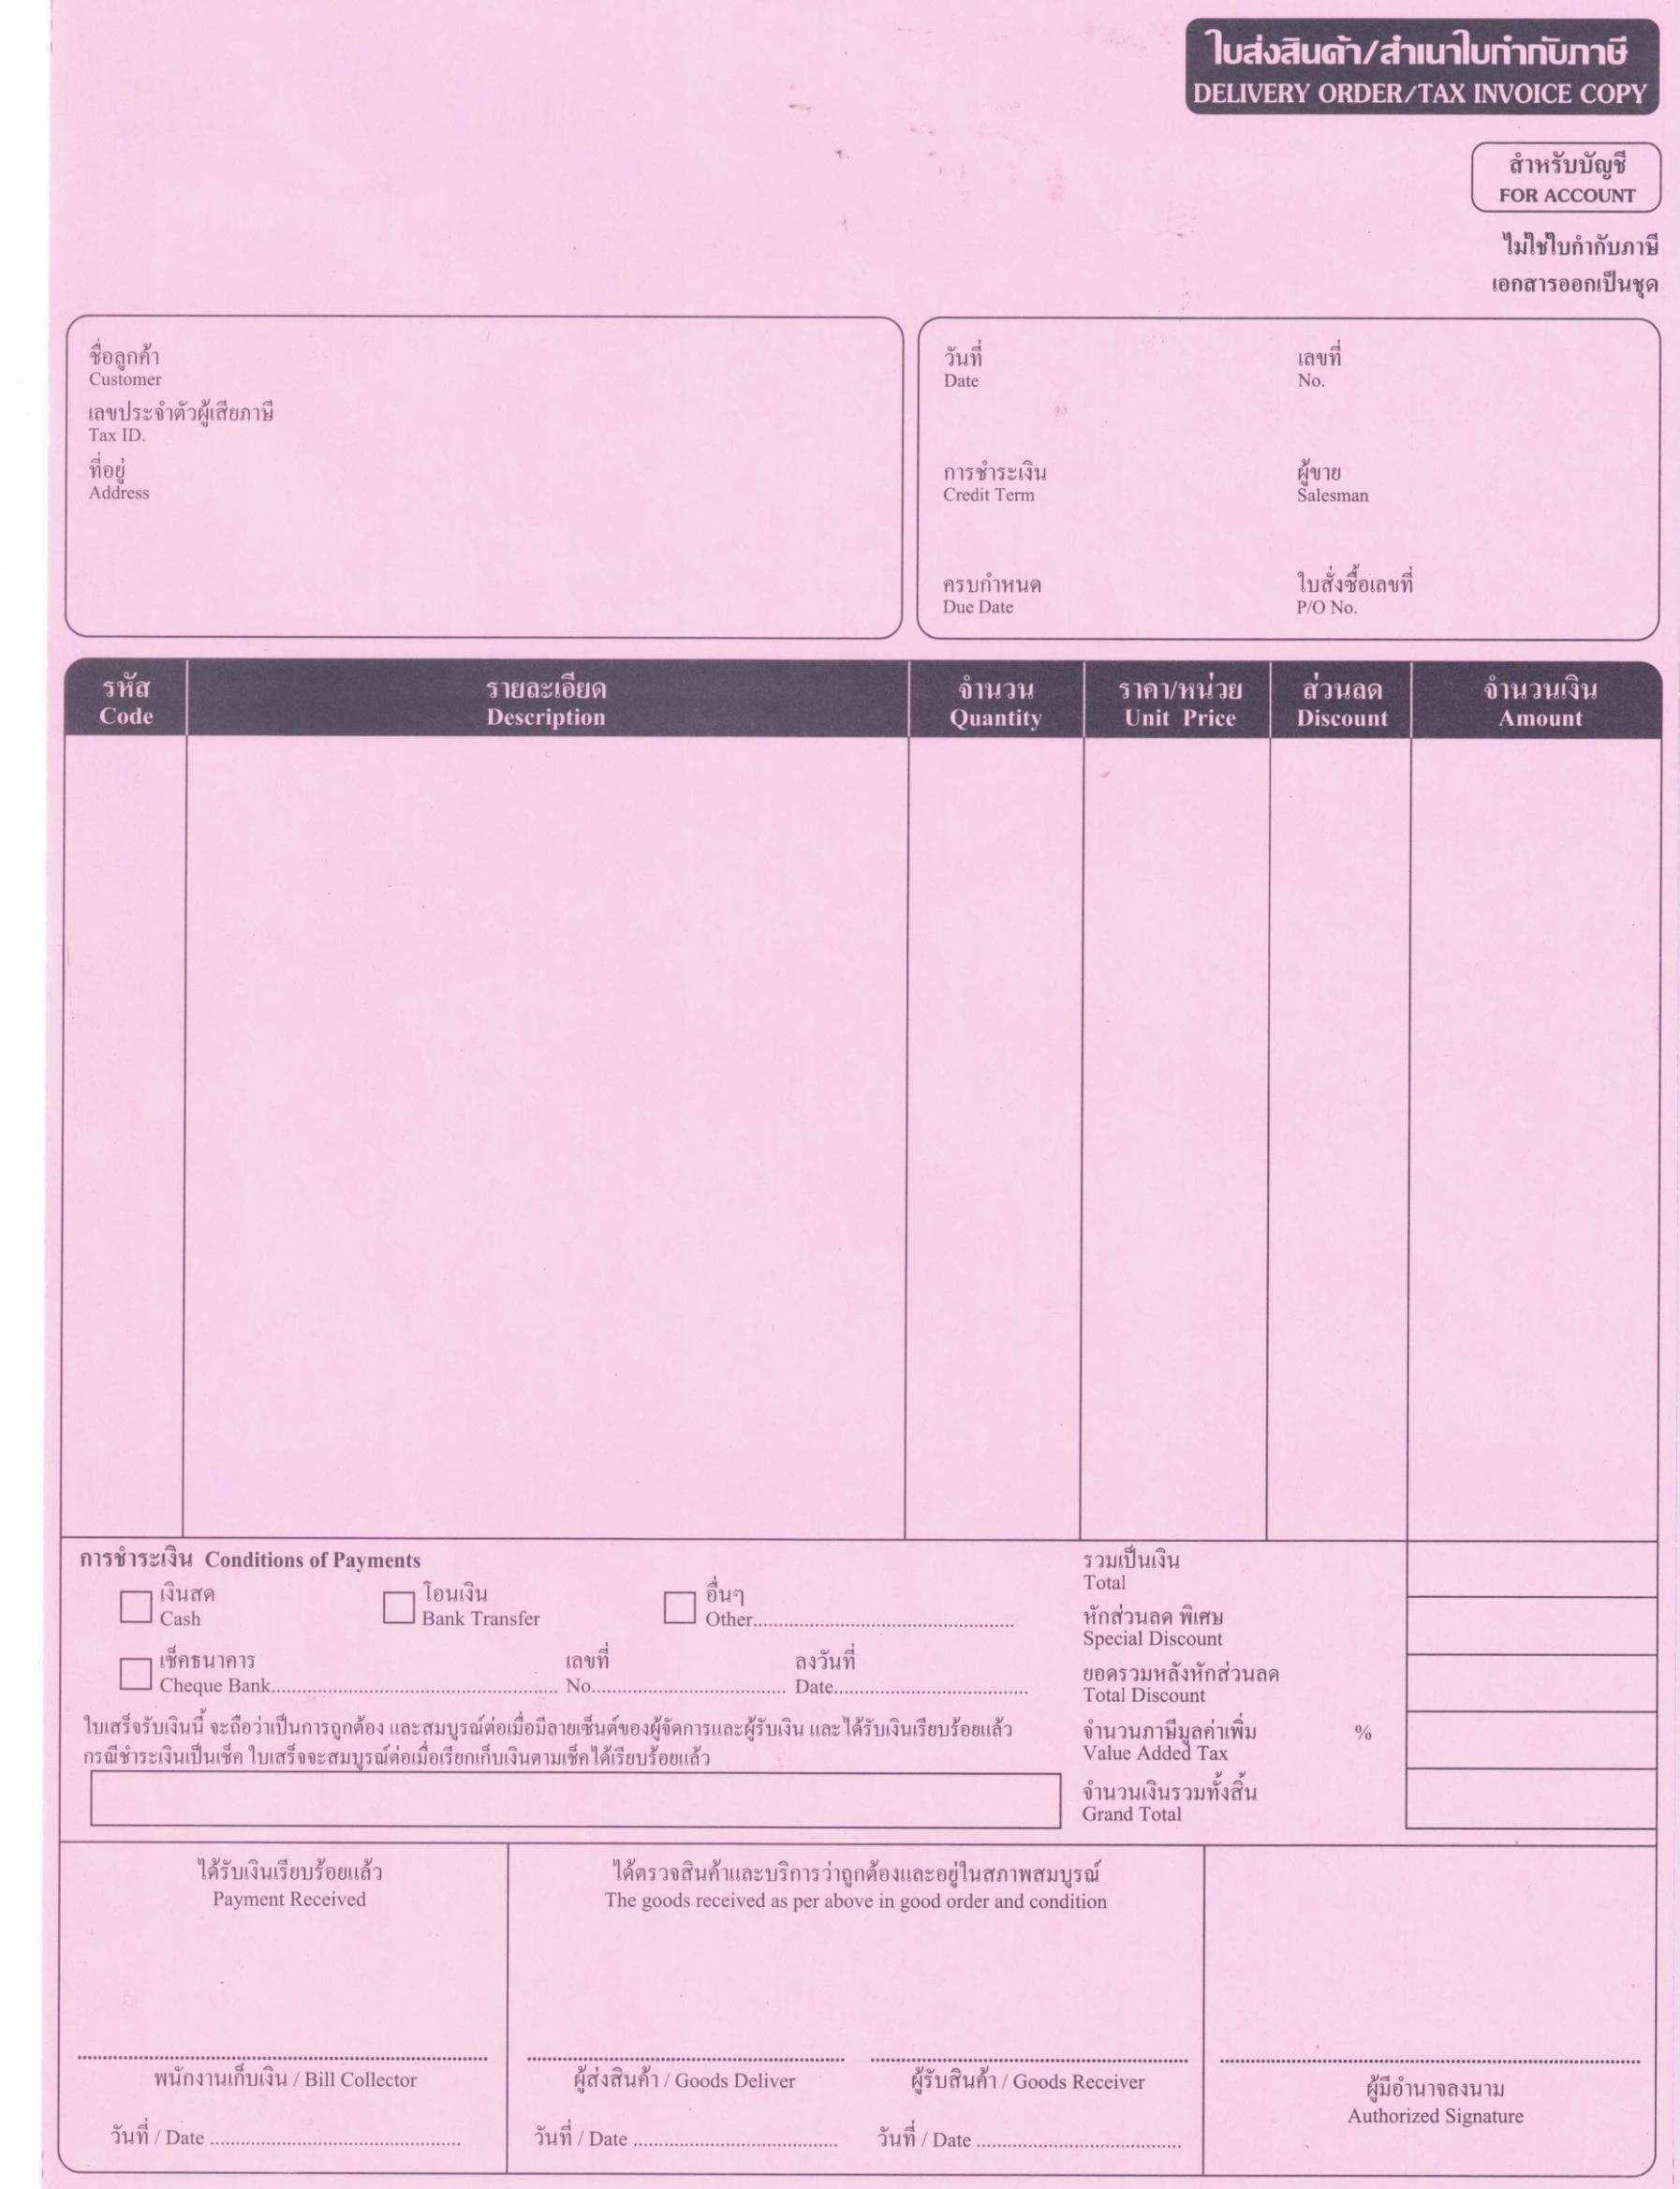 ใบส่งสินค้า/สำเนาใบกำกับภาษี
DELIVERY ORDER/TAX INVOICE COPY
สำหรับบัญชี
FOR ACCOUNT
ไม่ใช่ใบกำกับภาษี
เอกสารออกเป็นชุด
ชื่อลูกค้า
Customer
เลขประจำตัวผู้เสียภาษี
Tax ID.
ที่อยู่
Address
วันที่ เลขที่
Date No.
การชำระเงิน ผู้ขาย
Credit Term Salesman
ครบกำหนด ใบสั่งซื้อเลขที่
Due Date P/O No.
รหัส รายละเอียด จำนวน ราคา/หน่วย ส่วนลด จำนวนเงิน
Code Description Quantity Unit Price Discount Amount
การชำระเงิน Conditions of Payments
เงินสด โอนเงิน อื่นๆ
Cash Bank Transfer Other
เช็คธนาคาร เลขที่ ลงวันที่
Cheque Bank No. Date
ใบเสร็จรับเงินนี้ จะถือว่าเป็นการถูกต้อง และสมบูรณ์ต่อเมื่อมีลายเซ็นต์ของผู้จัดการและผู้รับเงิน และได้รับเงินเรียบร้อยแล้ว
กรณีชำระเงินเป็นเช็ค ใบเสร็จจะสมบูรณ์ต่อเมื่อเรียกเก็บเงินตามเช็คได้เรียบร้อยแล้ว
รวมเป็นเงิน
Total
หักส่วนลด พิเศษ
Special Discount
ยอดรวมหลังหักส่วนลด
Total Discount
จำนวนภาษีมูลค่าเพิ่ม %
Value Added Tax
จำนวนเงินรวมทั้งสิ้น
Grand Total
ได้รับเงินเรียบร้อยแล้ว
Payment Received
พนักงานเก็บเงิน / Bill Collector
วันที่ / Date
ได้ตรวจสินค้าและบริการว่าถูกต้องและอยู่ในสภาพสมบูรณ์
The goods received as per above in good order and condition
ผู้ส่งสินค้า / Goods Deliver ผู้รับสินค้า / Goods Receiver
วันที่ / Date วันที่ / Date
ผู้มีอำนาจลงนาม
Authorized Signature